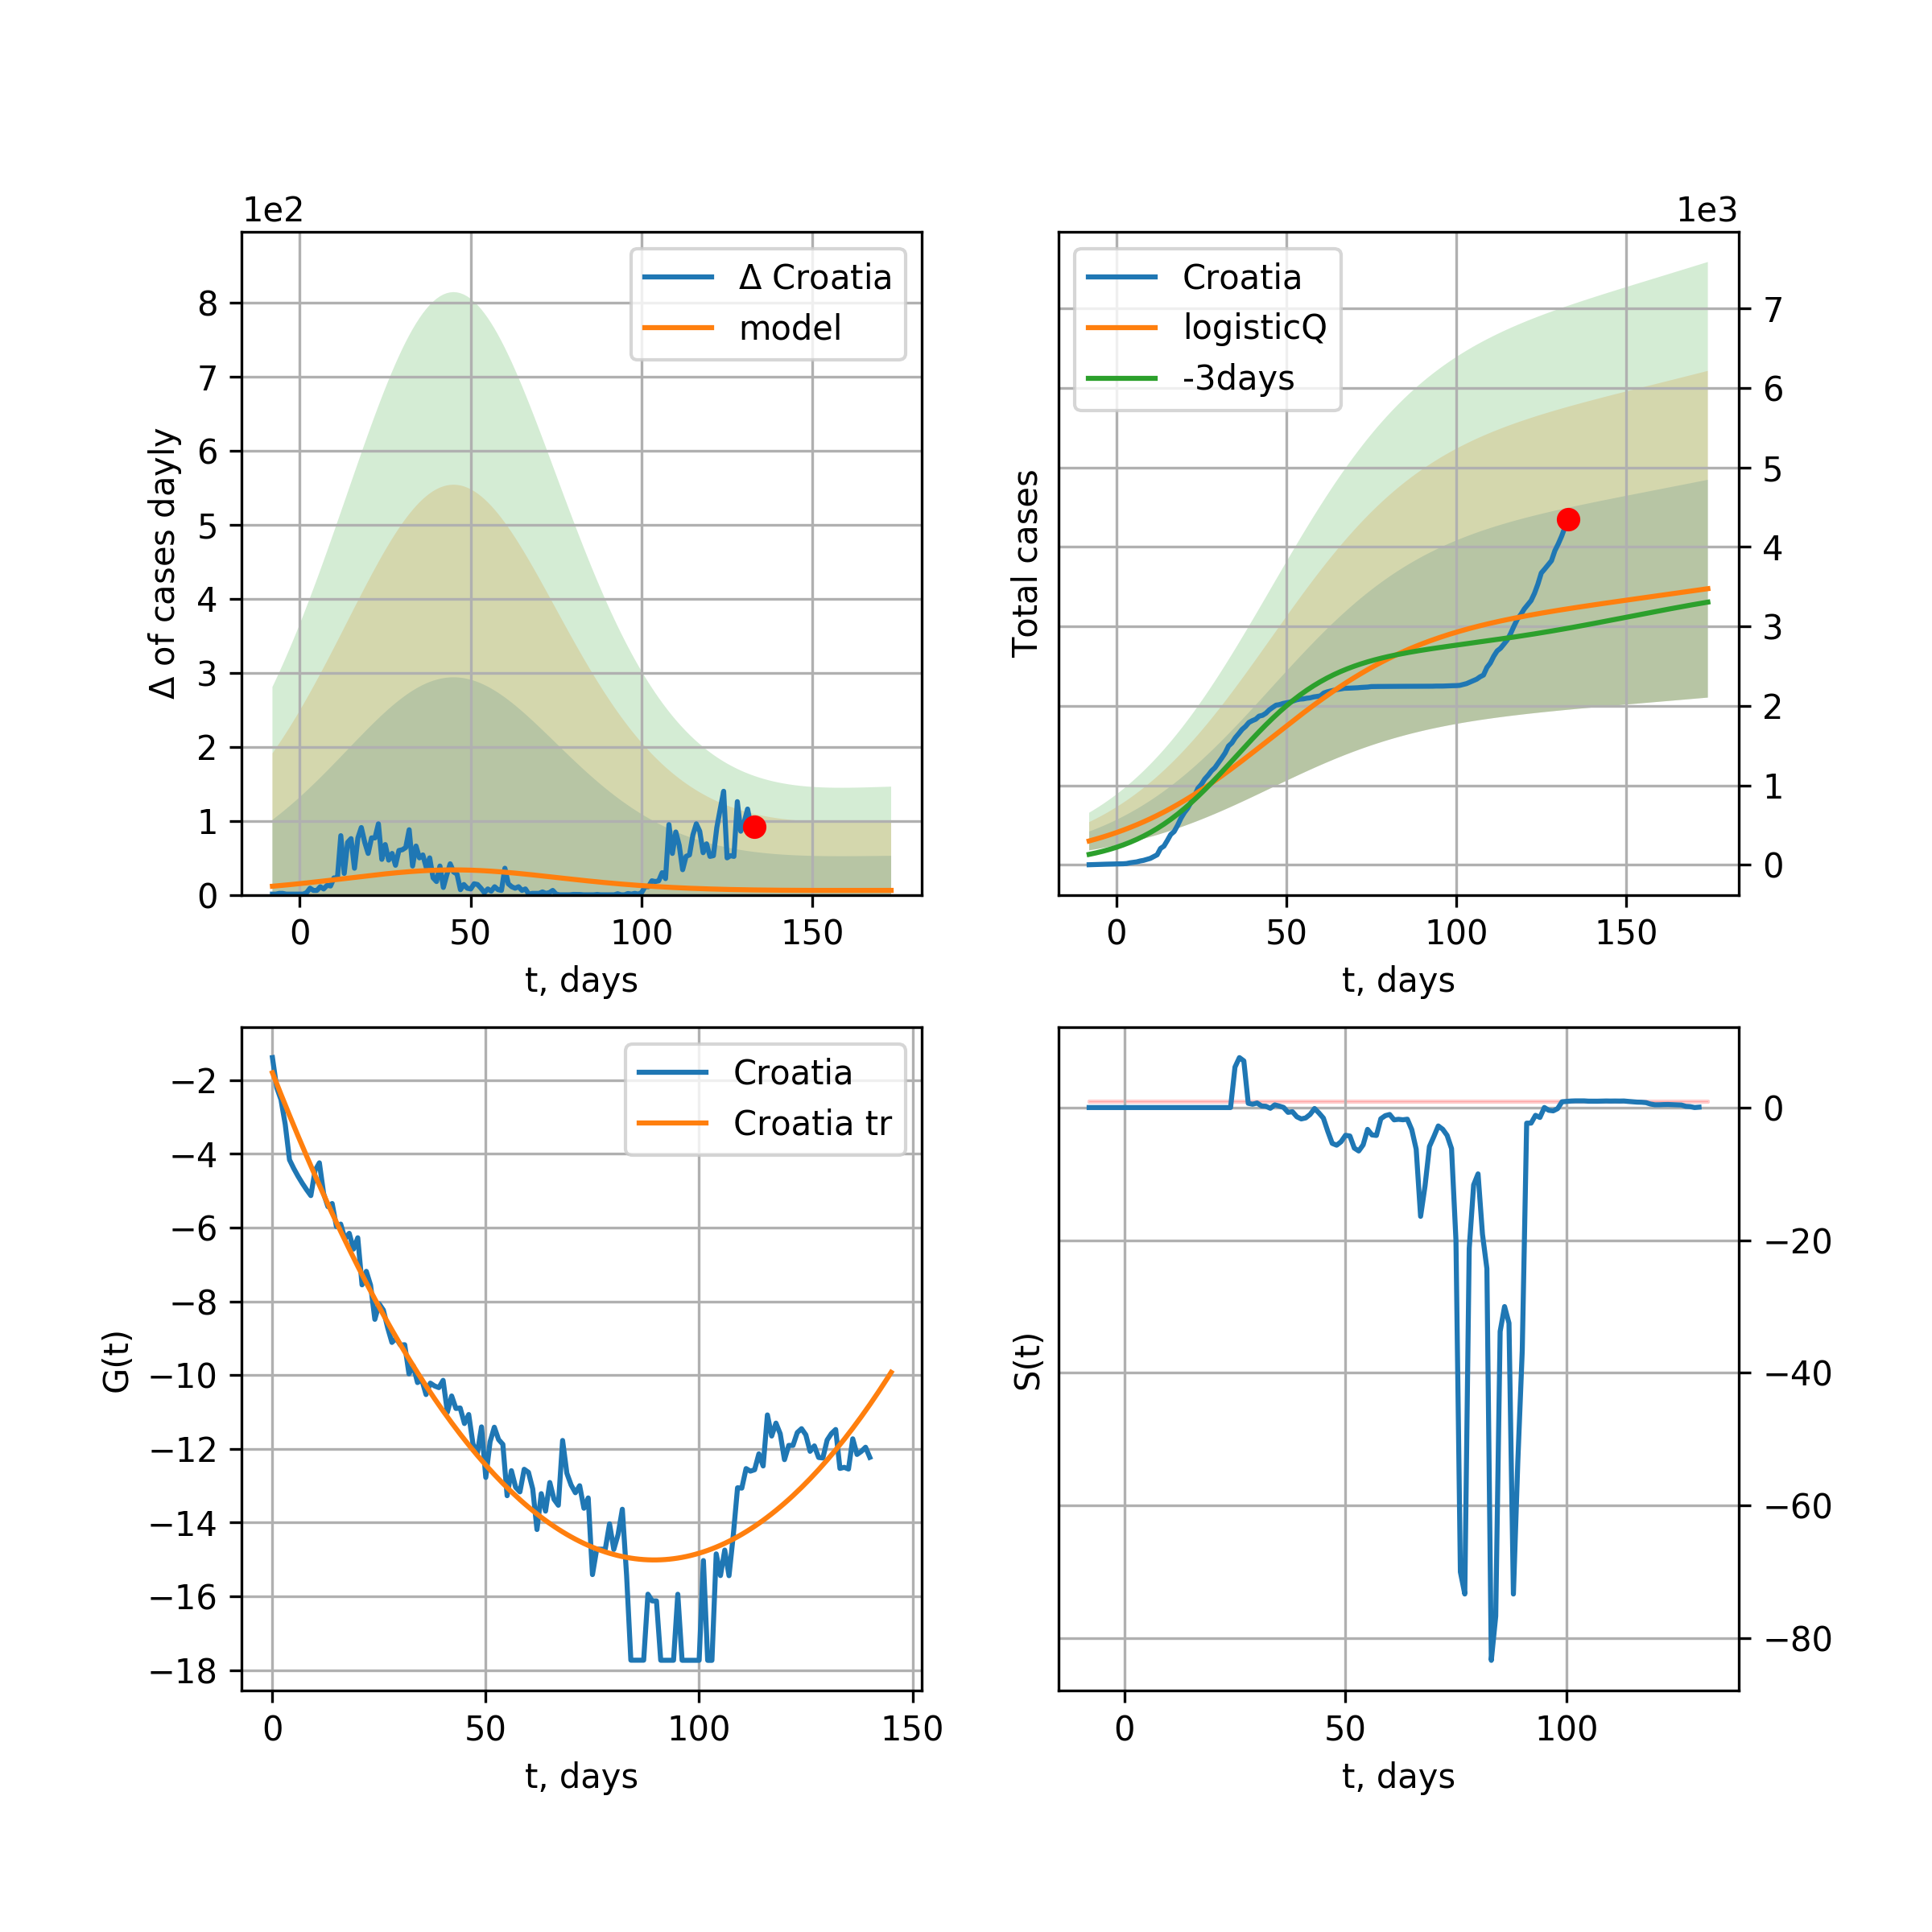 1e2
Δ Croatia
model
Δ of cases dayly
8
7
6
5
4
3
2
1
0
0 50 100 150
t, days
1e3
Croatia
logisticQ
-3days
Total cases
7
6
5
4
3
2
1
0
0 50 100 150
t, days
Croatia
Croatia tr
G(t)
−2
−4
−6
−8
−10
−12
−14
−16
−18
0 50 100 150
t, days
S(t)
0
−20
−40
−60
−80
0 50 100
t, days